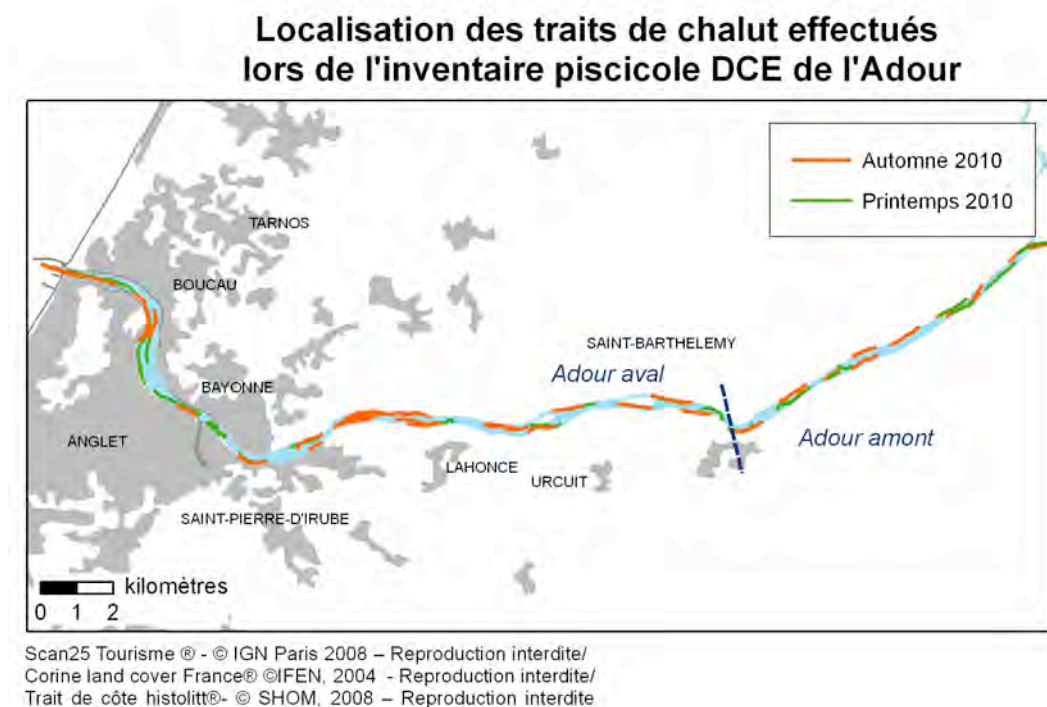 Localisation des traits de chalut effectués
lors de l'inventaire piscicole DCE de l'Adour
Automne 2010
Printemps 2010
TARNOS
BOUCAU
SAINT-BARTHELEMY
Adour aval
BAYONNE
ANGLET
Adour amont
LAHONCE
URCUIT
SAINT-PIERRE-D'IRUBE
kilomètres
0 1 2
Scan25 Tourisme ® - © IGN Paris 2008 – Reproduction interdite/
Corine land cover France® ©IFEN, 2004 - Reproduction interdite/
Trait de côte histolitt®- © SHOM, 2008 – Reproduction interdite